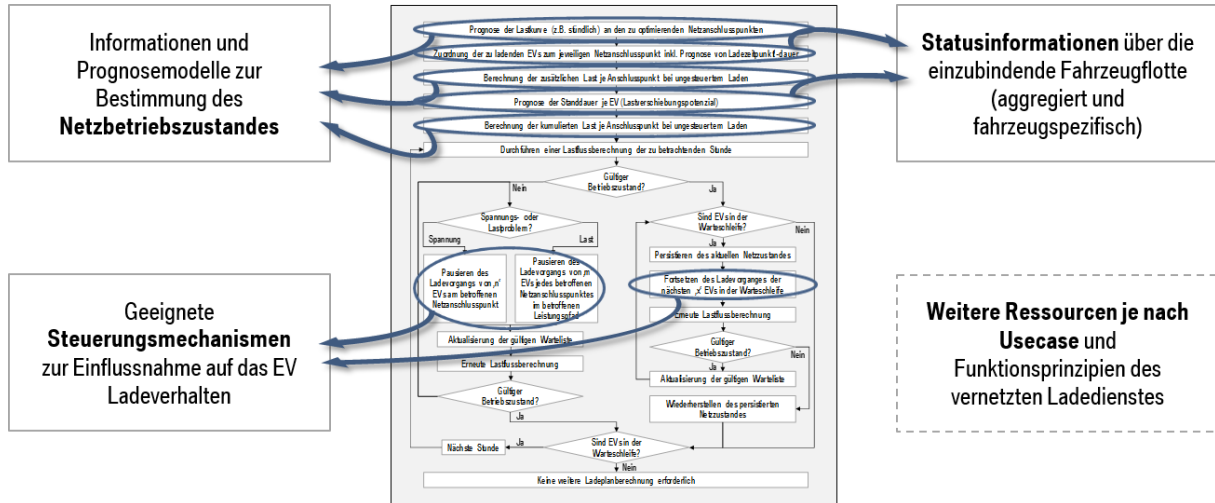 Informationen und
Prognosemodelle zur
Bestimmung des
Netzbetriebszustandes
Geeignete
Steuerungsmechanismen
zur Einflussnahme auf das EV
Ladeverhalten
Prognose der Lastkurve (z.B. stündlich) an den zu optimierenden Netzanschlusspunkten
Zuordnung der zu ladenden EVs zum jeweiligen Netzanschlusspunkt inkl. Prognose von Ladezeitpunkt/-dauer
Berechnung der zusätzlichen Last je Anschlusspunkt bei ungesteuertem Laden
Prognose der Standdauer je EV (Lastverschiebungspotenzial)
Berechnung der kumulierten Last je Anschlusspunkt bei ungesteuertem Laden
Durchführen einer Lastflussberechnung der zu betrachtenden Stunde
Gültiger
Betriebszustand?
Nein
Ja
Spannungs- oder
Lastproblem?
Spannung
Last
Pausieren des
Ladevorgangs von ‚n'
EVs am betroffenen
Netzanschlusspunkt
Pausieren des
Ladevorgangs von ‚m
EVs jedes betroffenen
Netzanschlusspunktes
im betroffenen
Leistungspfad
Aktualisierung der gültigen Warteliste
Erneute Lastflussberechnung
Gültiger
Betriebszustand?
Ja
Sind EVs in der
Warteschleife?
Nein
Ja
Persistieren des aktuellen Netzzustandes
Fortsetzen des Ladevorganges der
nächsten ‚x' EVs in der Warteschleife
Erneute Lastflussberechnung
Gültiger
Betriebszustand?
Nein
Ja
Aktualisierung der gültigen Warteliste
Wiederherstellen des persistierten
Netzzustandes
Sind EVs in der
Warteschleife?
Ja
Nächste Stunde
Nein
Keine weitere Ladeplanberechnung erforderlich
Statusinformationen über die
einzubindende Fahrzeugflotte
(aggregiert und
fahrzeugspezifisch)
Weitere Ressourcen je nach
Usecase und
Funktionsprinzipien des
vernetzten Ladedienstes